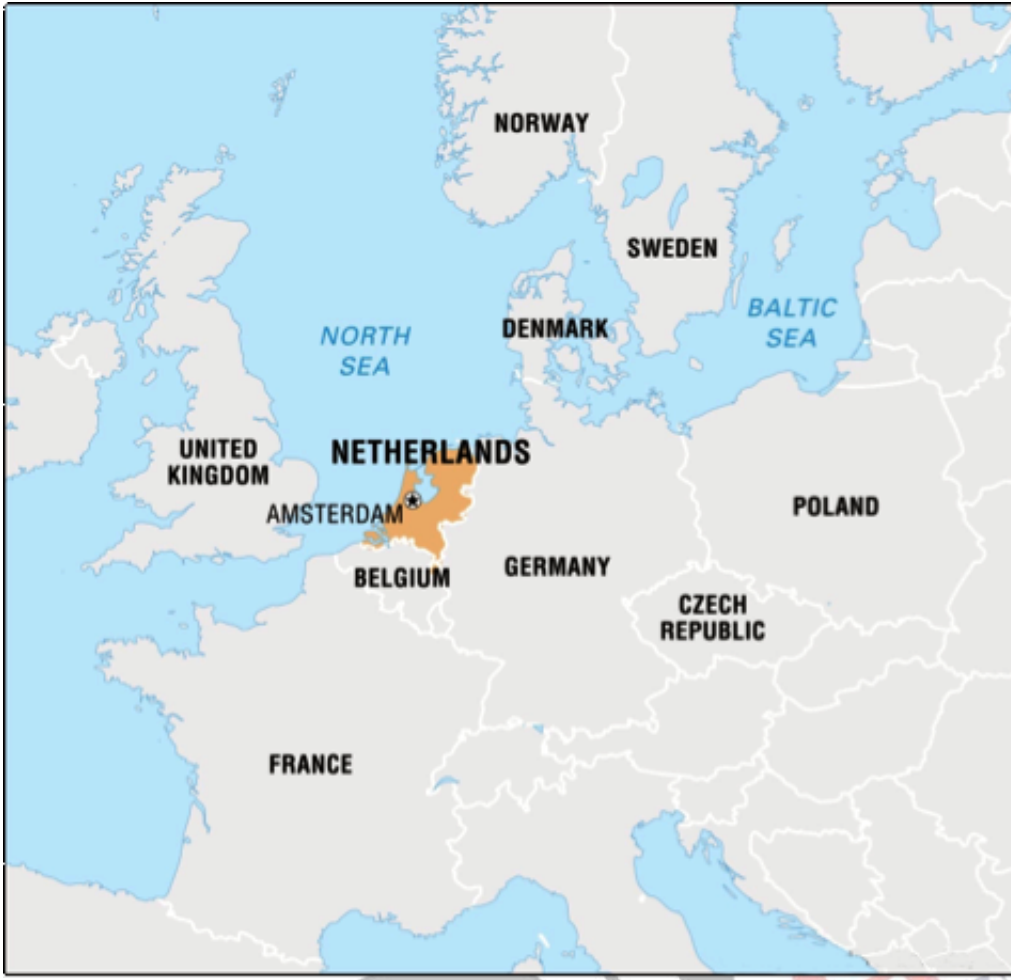 NORWAY
SWEDEN
BALTIC
SEA
DENMARK
NORTH
SEA
UNITED
KINGDOM
NETHERLANDS
AMSTERDAM
POLAND
BELGIUM
GERMANY
CZECH
REPUBLIC
FRANCE